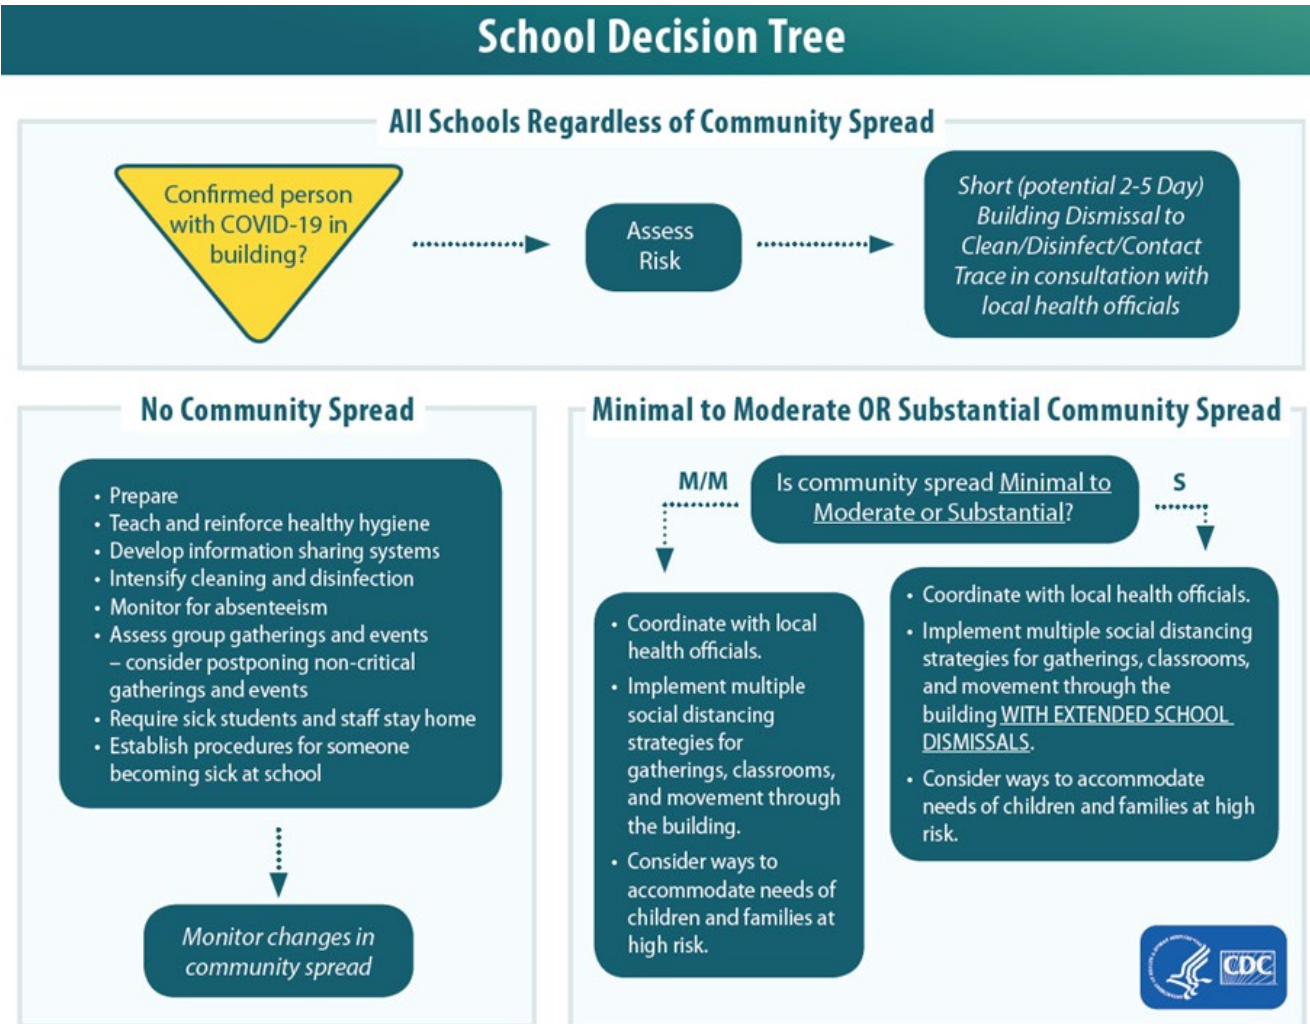 School Decision Tree
All Schools Regardless of Community Spread
Confirmed person
with COVID-19 in
building?
Assess
Risk
Short (potential 2-5 Day)
Building Dismissal to
Clean/Disinfect/Contact
Trace in consultation with
local health officials
No Community Spread
• Prepare
• Teach and reinforce healthy hygiene
• Develop information sharing systems
• Intensify cleaning and disinfection
• Monitor for absenteeism
• Assess group gatherings and events
– consider postponing non-critical
gatherings and events
• Require sick students and staff stay home
• Establish procedures for someone
becoming sick at school
Monitor changes in
community spread
Minimal to Moderate OR Substantial Community Spread
Is community spread Minimal to
Moderate or Substantial?
M/M
• Coordinate with local
health officials.
• Implement multiple
social distancing
strategies for
gatherings, classrooms,
and movement through
the building.
• Consider ways to
accommodate needs of
children and families at
high risk.
S
• Coordinate with local health officials.
• Implement multiple social distancing
strategies for gatherings, classrooms,
and movement through the
building WITH EXTENDED SCHOOL
DISMISSALS.
• Consider ways to accommodate
needs of children and families at high
risk.
CDC